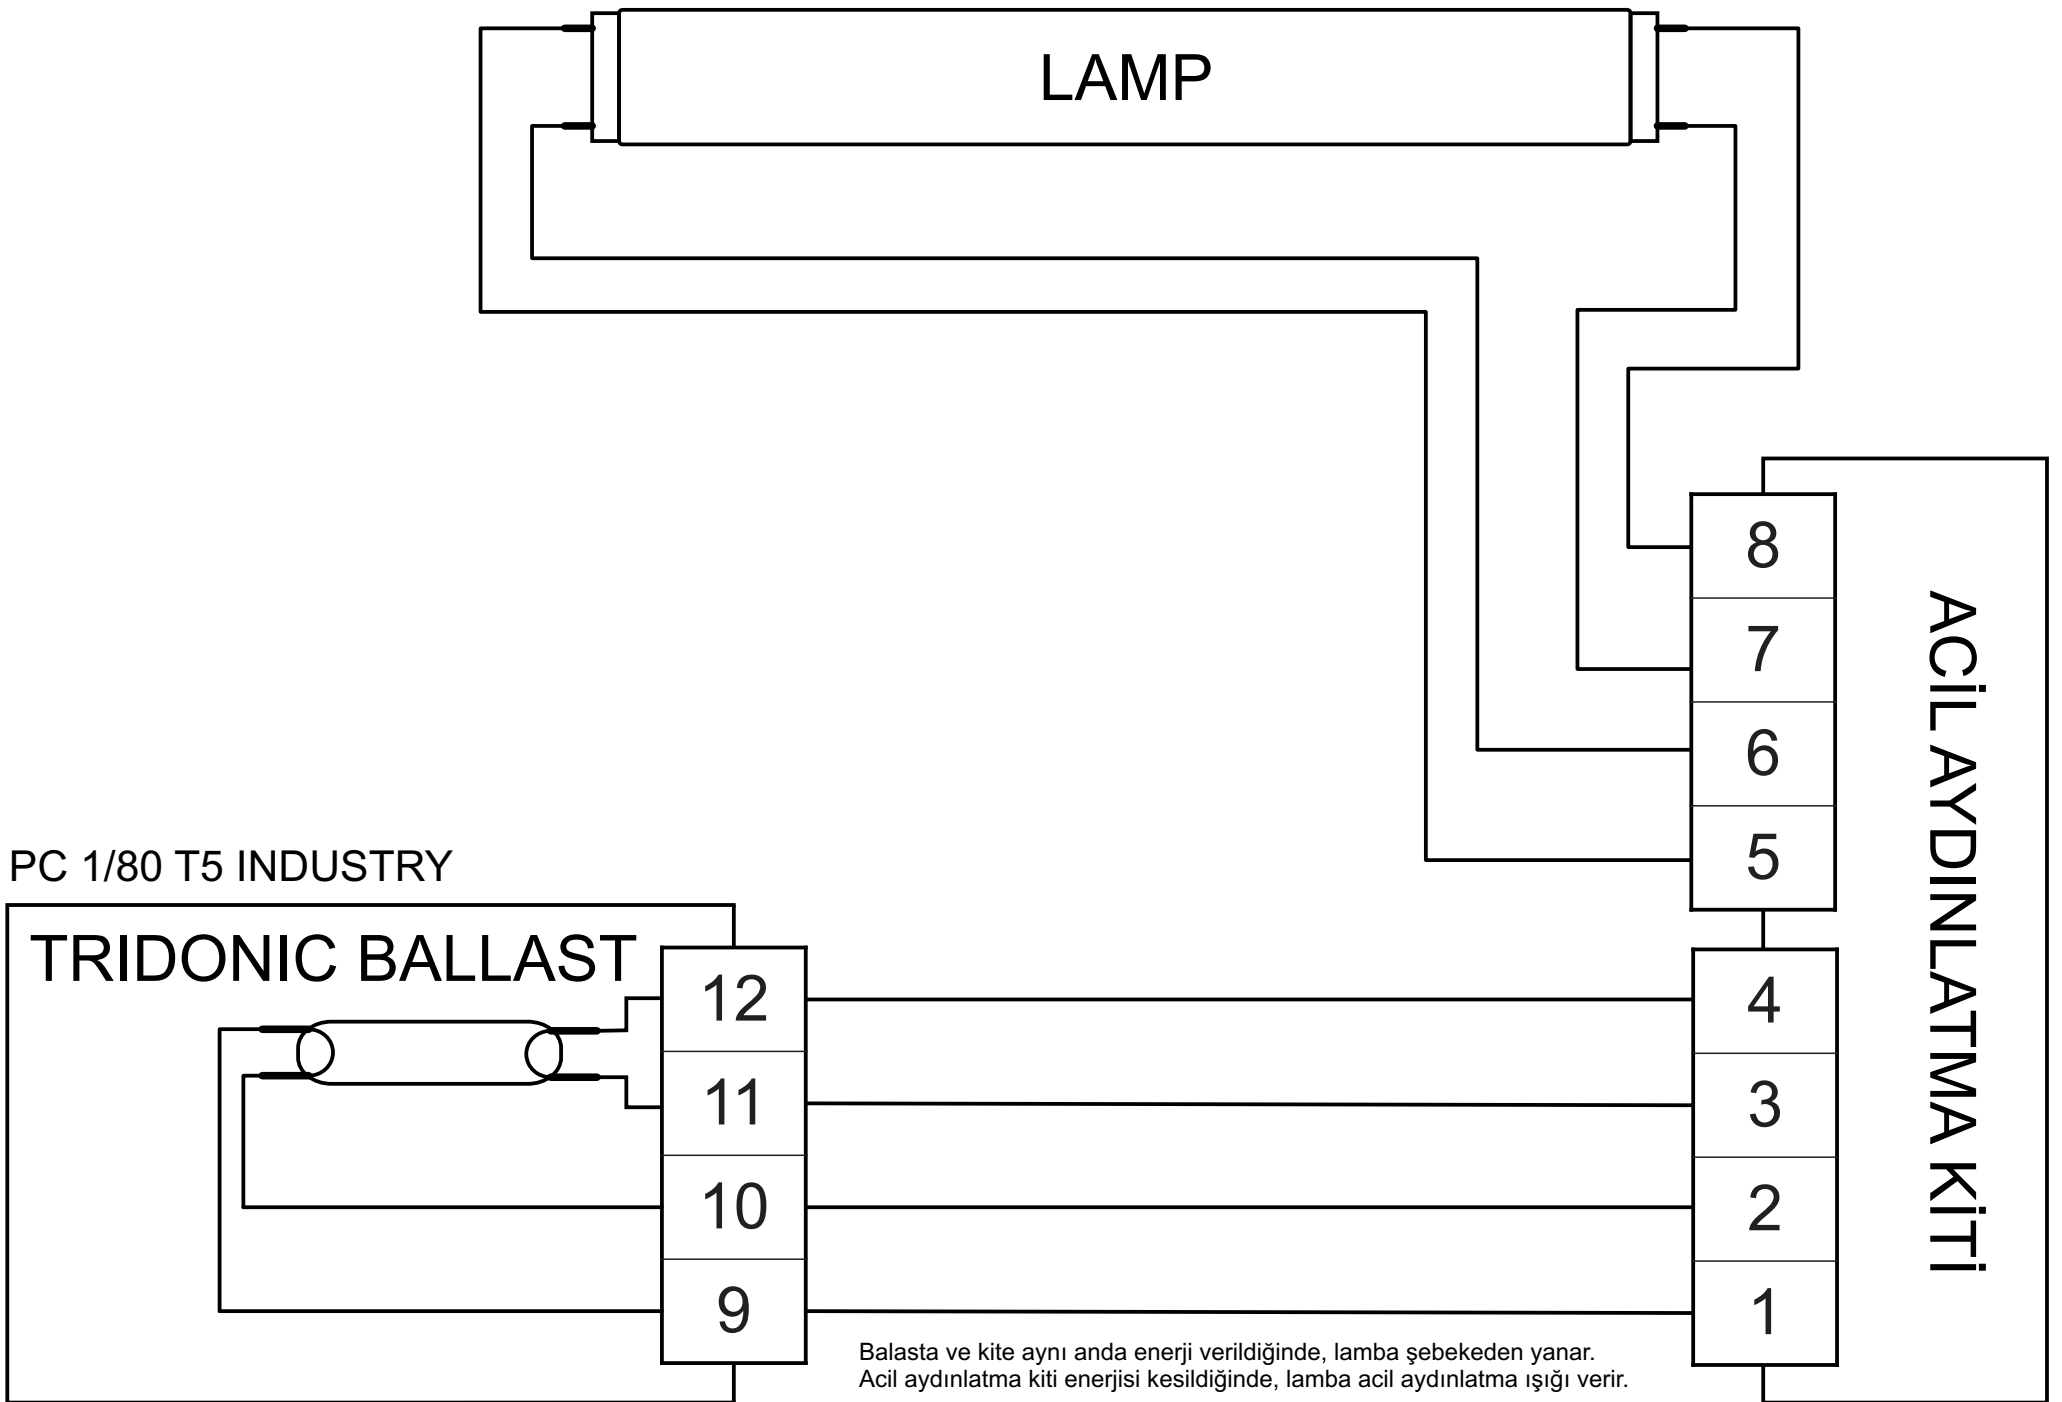 LAMP
8
7
6
5
ACİL AYDINLATMA KİTİ
PC 1/80 T5 INDUSTRY
TRIDONIC BALLAST
12
11
10
9
4
3
2
1
Balasta ve kite aynı anda enerji verildiğinde, lamba şebekeden yanar.
Acil aydınlatma kiti enerjisi kesildiğinde, lamba acil aydınlatma ışığı verir.